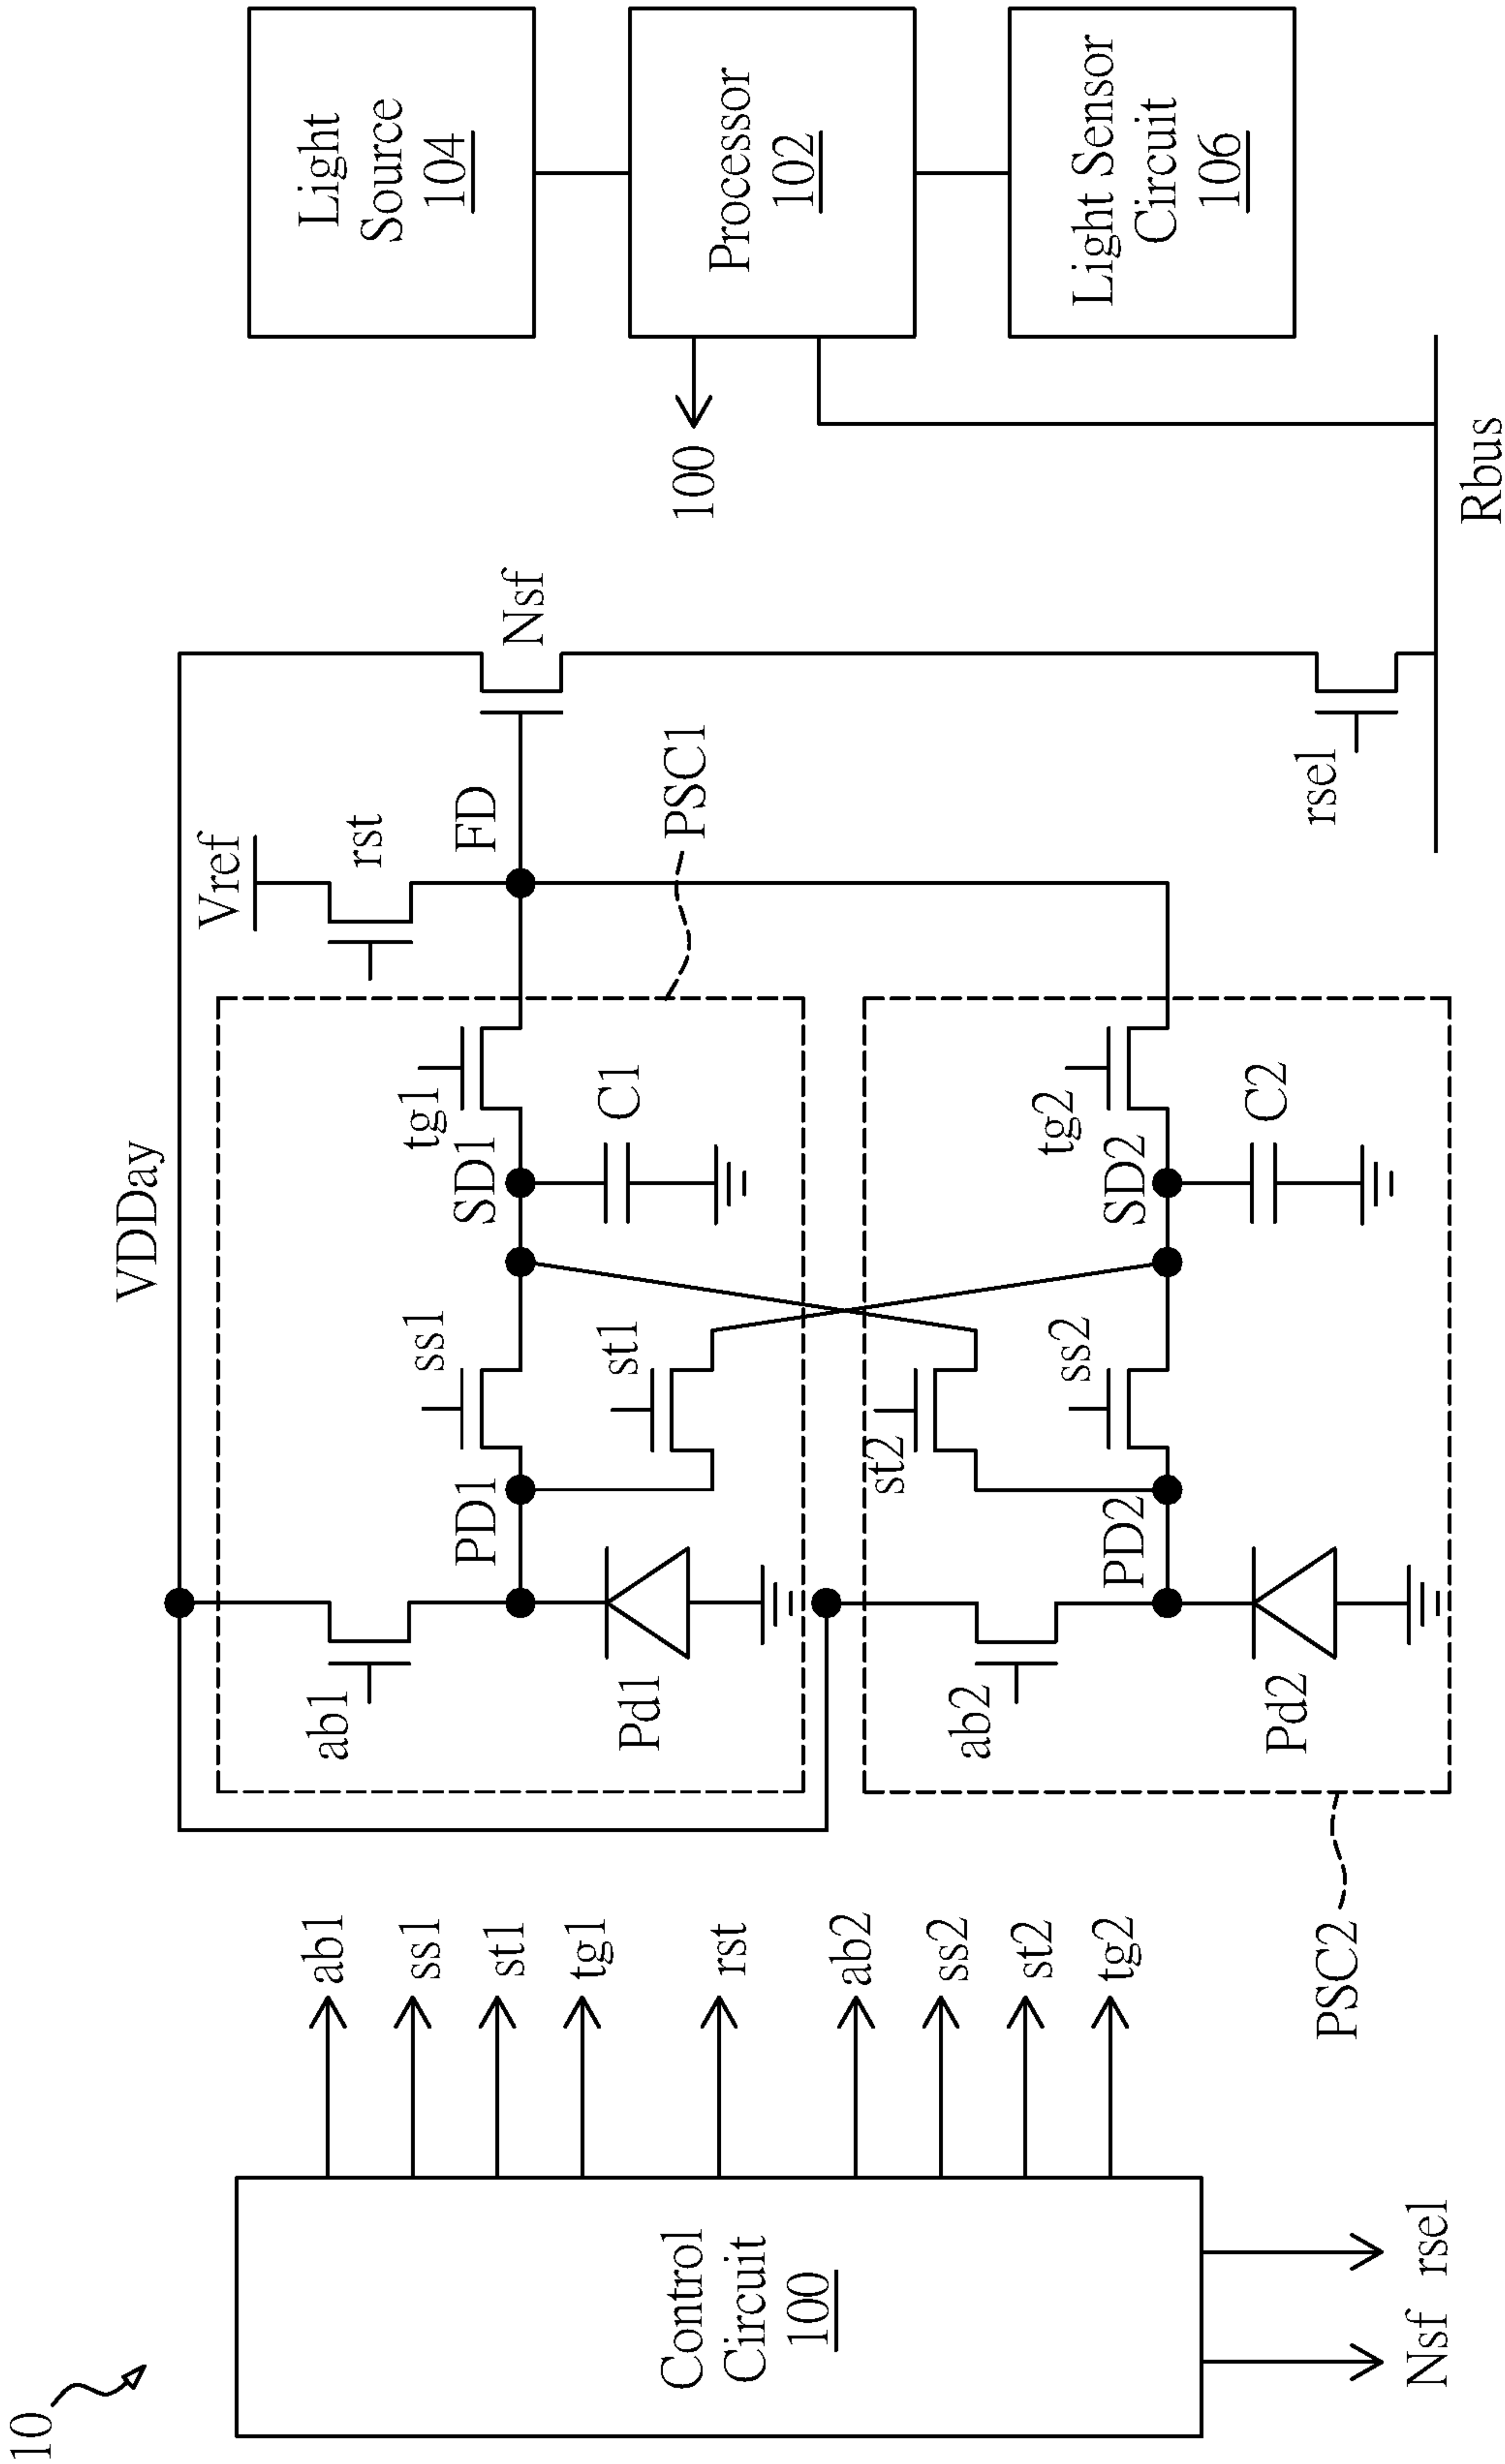 10
Control
Circuit
100
ab1
ss1
st1
tg1
rst
ab2
ss2
st2
tg2
Nsf
rsel
PSC2
VDDay
ab1
Pd1
PD1
ss1
st1
SD1
tg1
C1
PSC1
Vref
rst
FD
Nsf
ab2
Pd2
PD2
st2
ss2
SD2
tg2
C2
rsel
Rbus
100
Light
Source
104
Processor
102
Light Sensor
Circuit
106